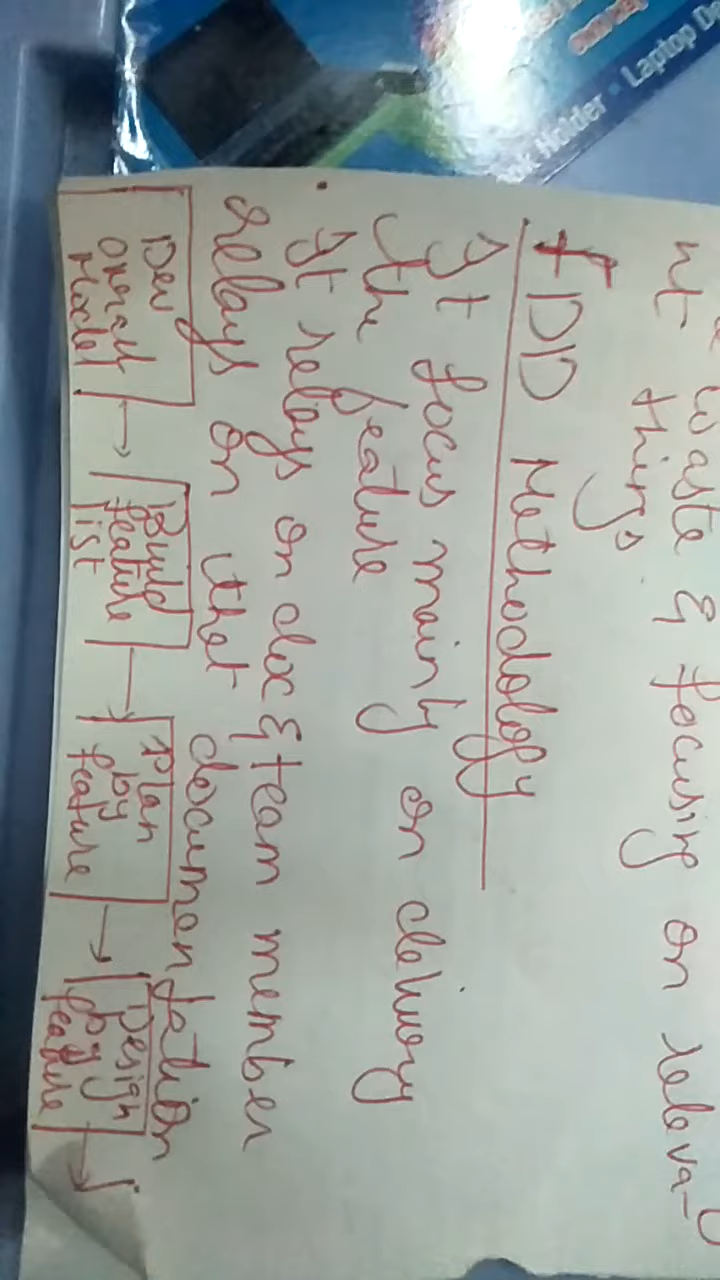 waste & focusing on releva-
nt things.
FDD Methodology
It focus mainly on delivery
the feature
• It relays on doc & team member
relays on that documentation
Dev overall Model → Build feature list → Plan by feature → Design by feature →
Holder • Laptop De